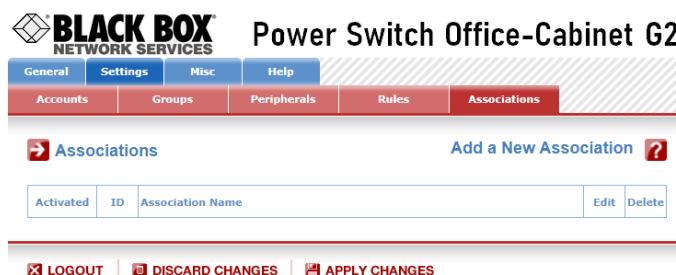 BLACK BOX®
NETWORK SERVICES
Power Switch Office-Cabinet G2
General Settings Misc Help
Accounts Groups Peripherals Rules Associations
Associations Add a New Association ?
Activated ID Association Name Edit Delete
LOGOUT DISCARD CHANGES APPLY CHANGES